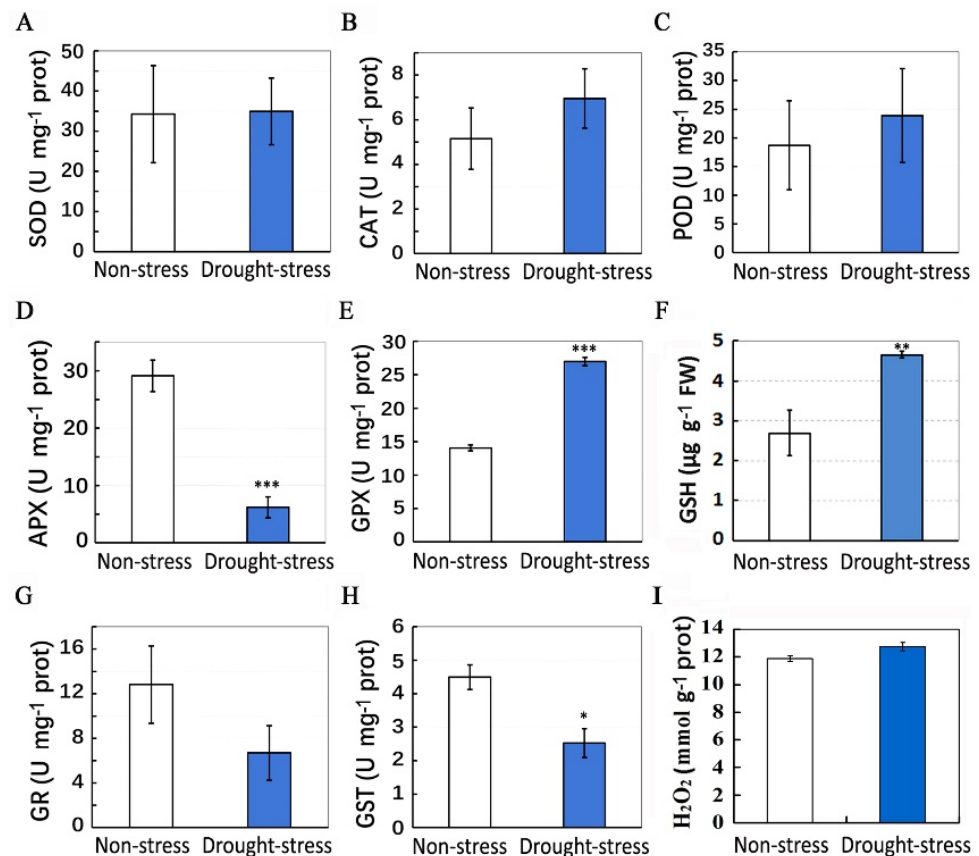 A
SOD (U mg⁻¹ prot)
50
40
30
20
10
0
Non-stress Drought-stress
B
CAT (U mg⁻¹ prot)
8
6
4
2
0
Non-stress Drought-stress
C
POD (U mg⁻¹ prot)
35
30
25
20
15
10
5
0
Non-stress Drought-stress
D
APX (U mg⁻¹ prot)
30
20
10
0
***
Non-stress Drought-stress
E
GPX (U mg⁻¹ prot)
30
25
20
15
10
5
0
***
Non-stress Drought-stress
F
GSH (µg g⁻¹ FW)
5
4
3
2
1
0
**
Non-stress Drought-stress
G
GR (U mg⁻¹ prot)
16
12
8
4
0
Non-stress Drought-stress
H
GST (U mg⁻¹ prot)
6
5
4
3
2
1
0
*
Non-stress Drought-stress
I
H₂O₂ (mmol g⁻¹ prot)
14
12
10
8
6
4
2
0
Non-stress Drought-stress